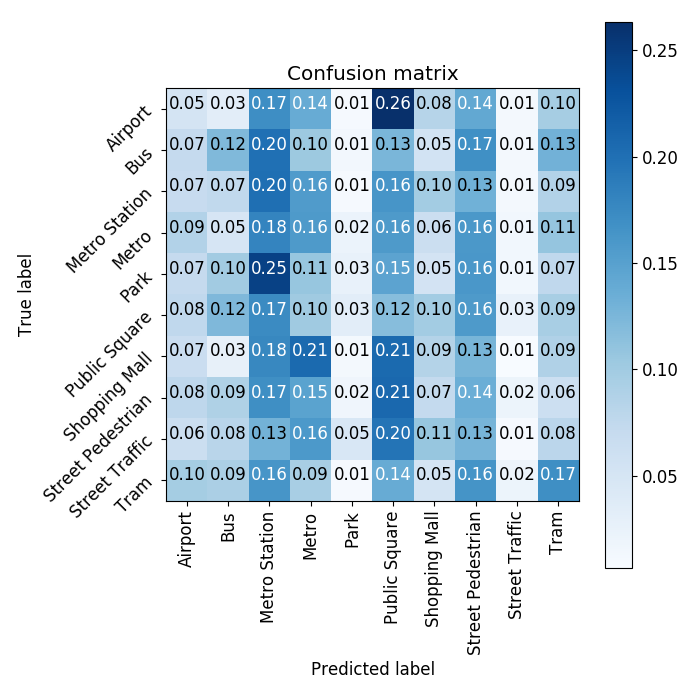 Confusion matrix
True label
Airport 0.05 0.03 0.17 0.14 0.01 0.26 0.08 0.14 0.01 0.10
Bus 0.07 0.12 0.20 0.10 0.01 0.13 0.05 0.17 0.01 0.13
Metro Station 0.07 0.07 0.20 0.16 0.01 0.16 0.10 0.13 0.01 0.09
Metro 0.09 0.05 0.18 0.16 0.02 0.16 0.06 0.16 0.01 0.11
Park 0.07 0.10 0.25 0.11 0.03 0.15 0.05 0.16 0.01 0.07
Public Square 0.08 0.12 0.17 0.10 0.03 0.12 0.10 0.16 0.03 0.09
Shopping Mall 0.07 0.03 0.18 0.21 0.01 0.21 0.09 0.13 0.01 0.09
Street Pedestrian 0.08 0.09 0.17 0.15 0.02 0.21 0.07 0.14 0.02 0.06
Street Traffic 0.06 0.08 0.13 0.16 0.05 0.20 0.11 0.13 0.01 0.08
Tram 0.10 0.09 0.16 0.09 0.01 0.14 0.05 0.16 0.02 0.17
Airport
Bus
Metro Station
Metro
Park
Public Square
Shopping Mall
Street Pedestrian
Street Traffic
Tram
Predicted label
0.25
0.20
0.15
0.10
0.05